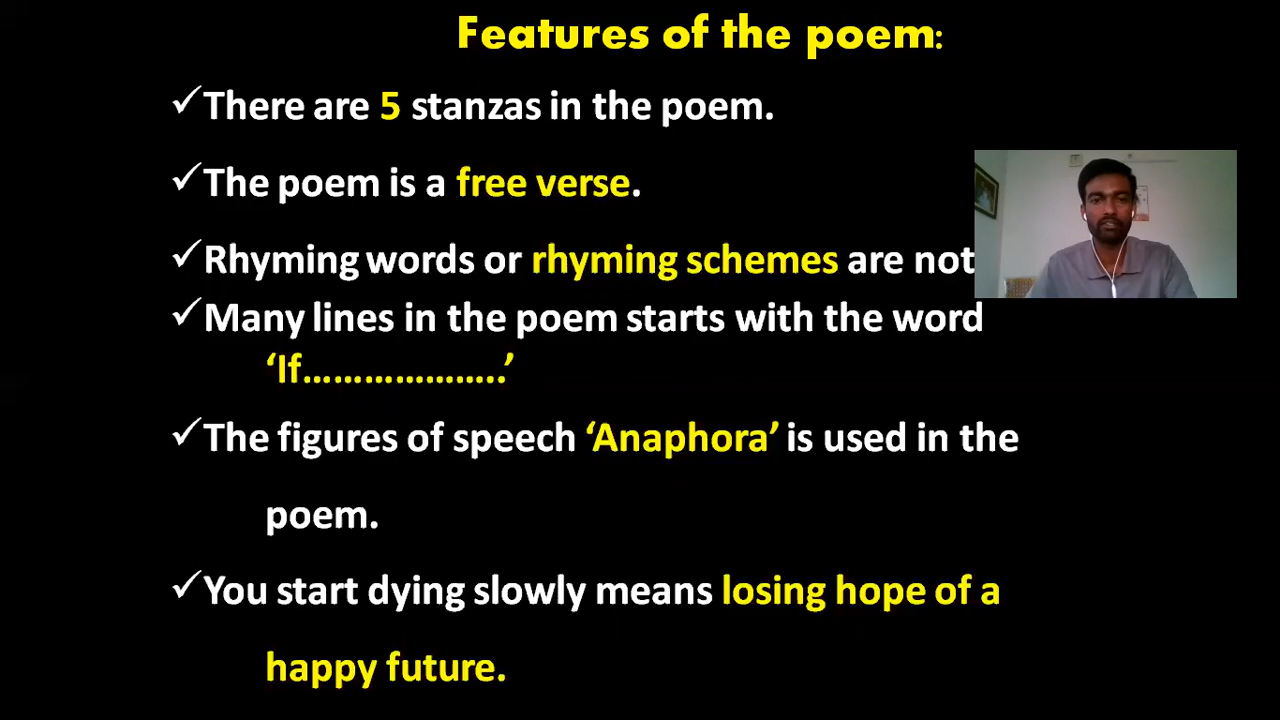 Features of the poem:
✓There are 5 stanzas in the poem.
✓The poem is a free verse.
✓Rhyming words or rhyming schemes are not
✓Many lines in the poem starts with the word
‘If…………………..’
✓The figures of speech ‘Anaphora’ is used in the
poem.
✓You start dying slowly means losing hope of a
happy future.